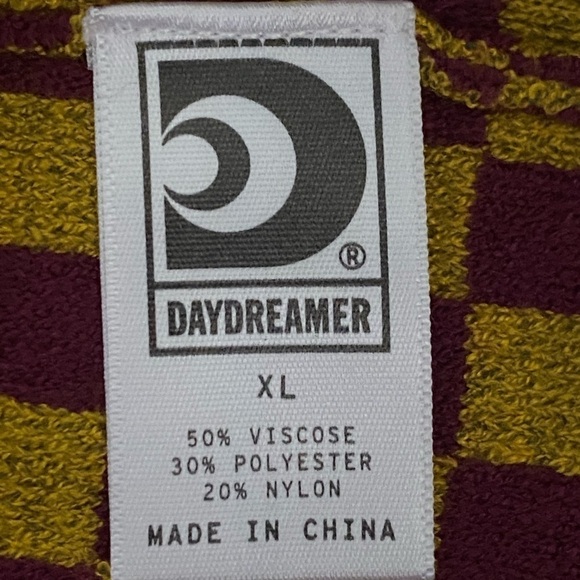 ®
DAYDREAMER
XL
50% VISCOSE
30% POLYESTER
20% NYLON
MADE IN CHINA